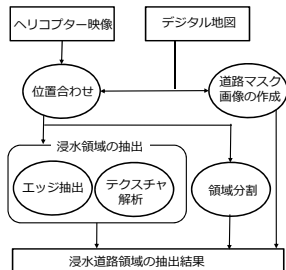 ヘリコプター映像
デジタル地図
位置合わせ
道路マスク
画像の作成
浸水領域の抽出
エッジ抽出
テクスチャ
解析
領域分割
浸水道路領域の抽出結果